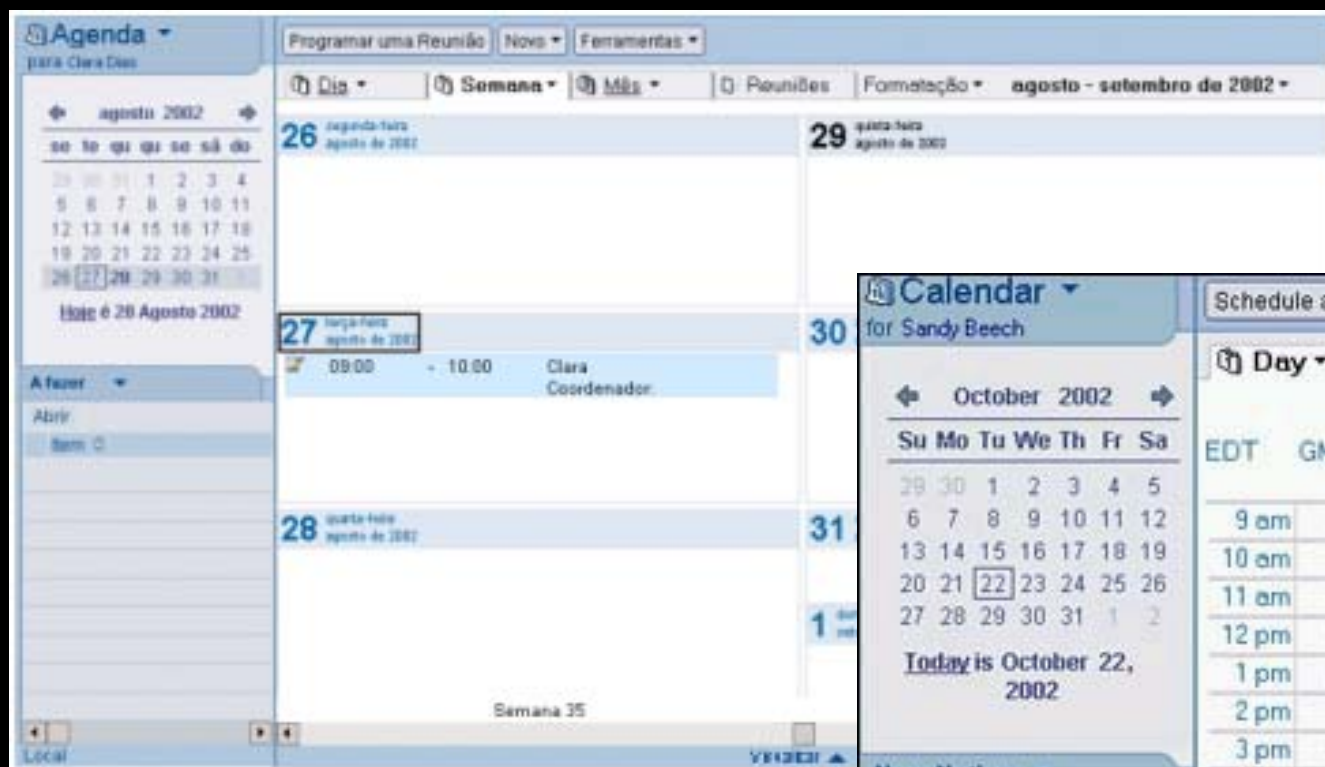 Agenda
para Clara Dias
agosto 2002
se te qu qu se sá do
29 30 31 1 2 3 4
5 6 7 8 9 10 11
12 13 14 15 16 17 18
19 20 21 22 23 24 25
26 27 28 29 30 31 1
Hoje é 28 Agosto 2002
A fazer
Abrir
Item
Local
Programar uma Reunião Novo Ferramentas
Dia Semana Mês Reuniões Formatação agosto - setembro de 2002
26 segunda-feira
agosto de 2002
29 quinta-feira
agosto de 2002
27 terça-feira
agosto de 2002
30
09:00 - 10:00 Clara
Coordenador:
28 quarta-feira
agosto de 2002
31
1
Semana 35
Calendar
for Sandy Beech
October 2002
Su Mo Tu We Th Fr Sa
29 30 1 2 3 4 5
6 7 8 9 10 11 12
13 14 15 16 17 18 19
20 21 22 23 24 25 26
27 28 29 30 31 1 2
Today is October 22,
2002
Schedule a
Day
EDT GM
9 am
10 am
11 am
12 pm
1 pm
2 pm
3 pm